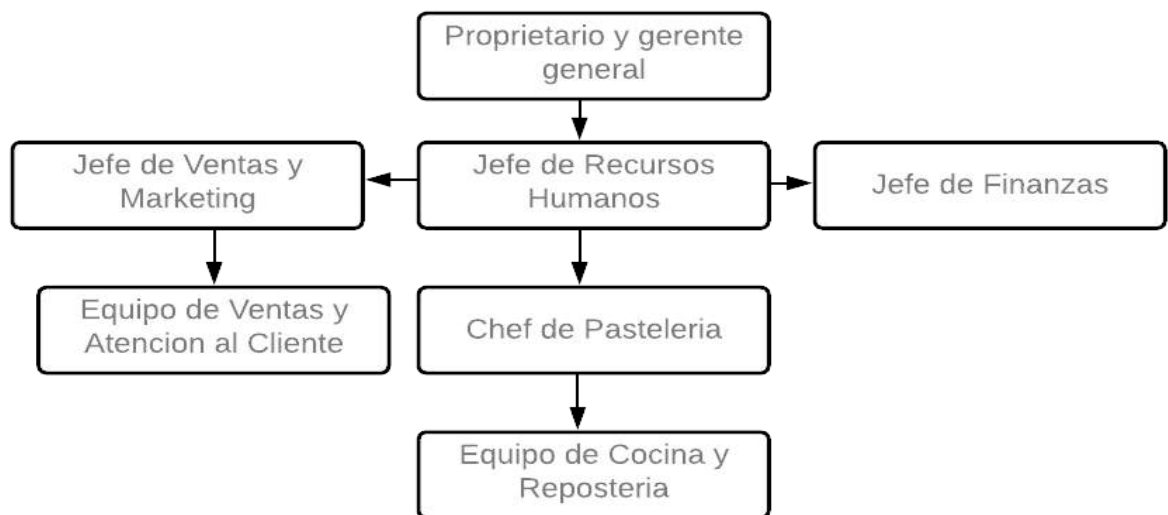 Proprietario y gerente
general
Jefe de Ventas y
Marketing
Jefe de Recursos
Humanos
Jefe de Finanzas
Equipo de Ventas y
Atencion al Cliente
Chef de Pasteleria
Equipo de Cocina y
Reposteria